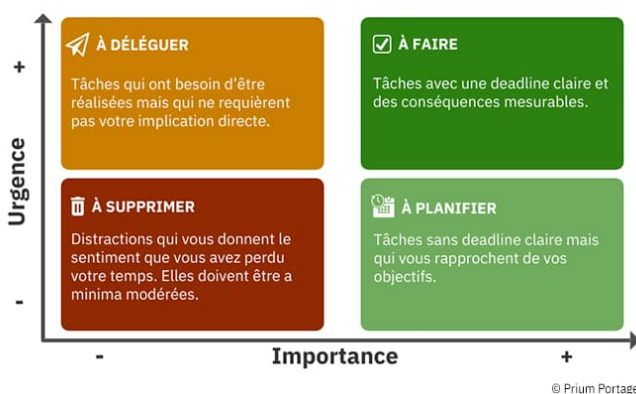 +
Urgence
-
À DÉLÉGUER
Tâches qui ont besoin d'être
réalisées mais qui ne requièrent
pas votre implication directe.
À FAIRE
Tâches avec une deadline claire et
des conséquences mesurables.
À SUPPRIMER
Distractions qui vous donnent le
sentiment que vous avez perdu
votre temps. Elles doivent être a
minima modérées.
À PLANIFIER
Tâches sans deadline claire mais
qui vous rapprochent de vos
objectifs.
- Importance +
© Prium Portage